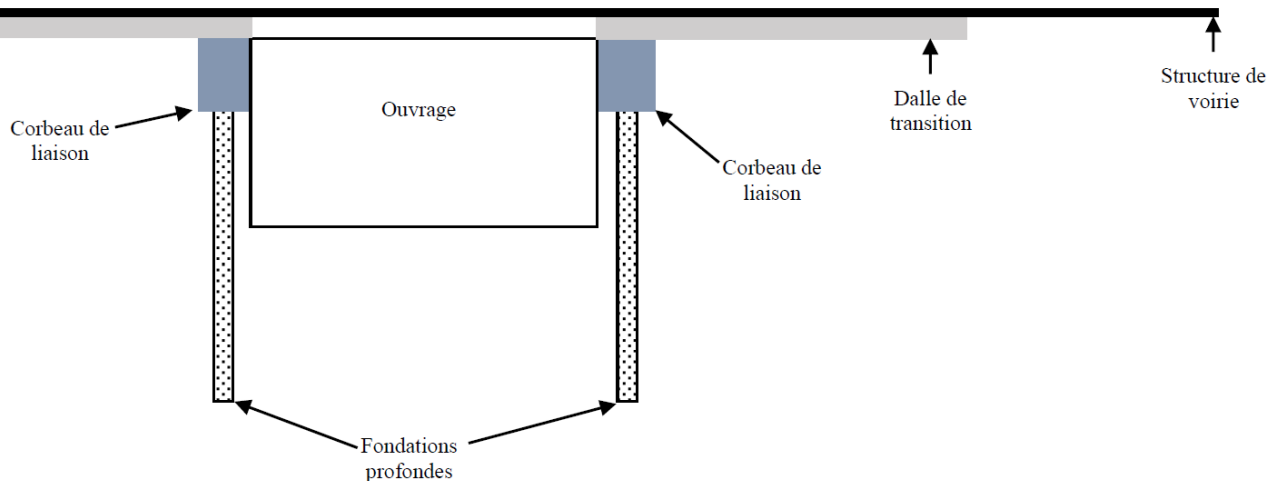 Ouvrage
Corbeau de
liaison
Corbeau de
liaison
Dalle de
transition
Structure de
voirie
Fondations
profondes